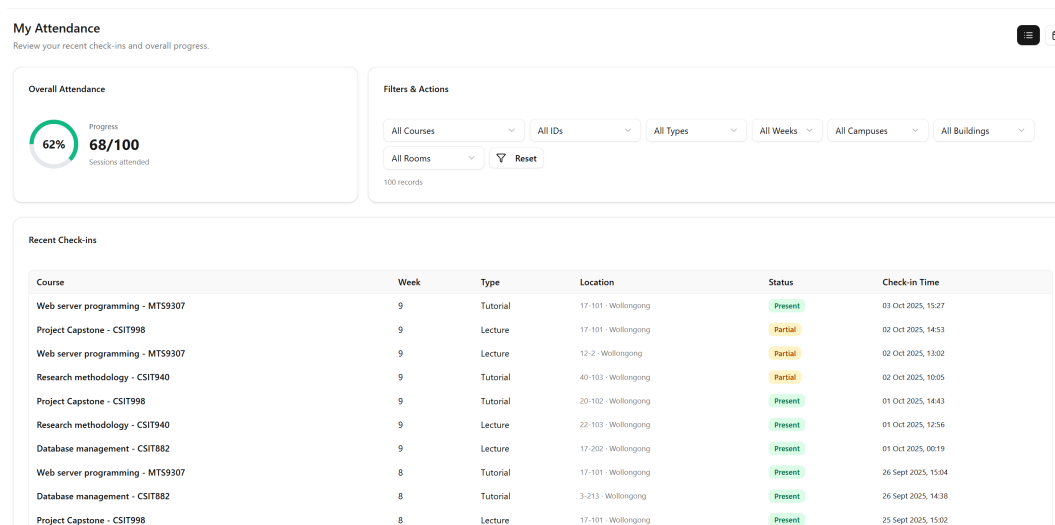 My Attendance
Review your recent check-ins and overall progress.
Overall Attendance
62%
Progress
68/100
Sessions attended
Filters & Actions
All Courses All IDs All Types All Weeks All Campuses All Buildings
All Rooms Reset
100 records
Recent Check-ins
Course Week Type Location Status Check-in Time
Web server programming - MTS9307 9 Tutorial 17-101 · Wollongong Present 03 Oct 2025, 15:27
Project Capstone - CSIT998 9 Lecture 17-101 · Wollongong Partial 02 Oct 2025, 14:53
Web server programming - MTS9307 9 Lecture 12-2 · Wollongong Partial 02 Oct 2025, 13:02
Research methodology - CSIT940 9 Tutorial 40-103 · Wollongong Partial 02 Oct 2025, 10:05
Project Capstone - CSIT998 9 Tutorial 20-102 · Wollongong Present 01 Oct 2025, 14:43
Research methodology - CSIT940 9 Lecture 22-103 · Wollongong Present 01 Oct 2025, 12:56
Database management - CSIT882 9 Lecture 17-202 · Wollongong Present 01 Oct 2025, 00:19
Web server programming - MTS9307 8 Tutorial 17-101 · Wollongong Present 26 Sept 2025, 15:04
Database management - CSIT882 8 Tutorial 3-213 · Wollongong Present 26 Sept 2025, 14:38
Project Capstone - CSIT998 8 Lecture 17-101 · Wollongong Present 25 Sept 2025, 15:02